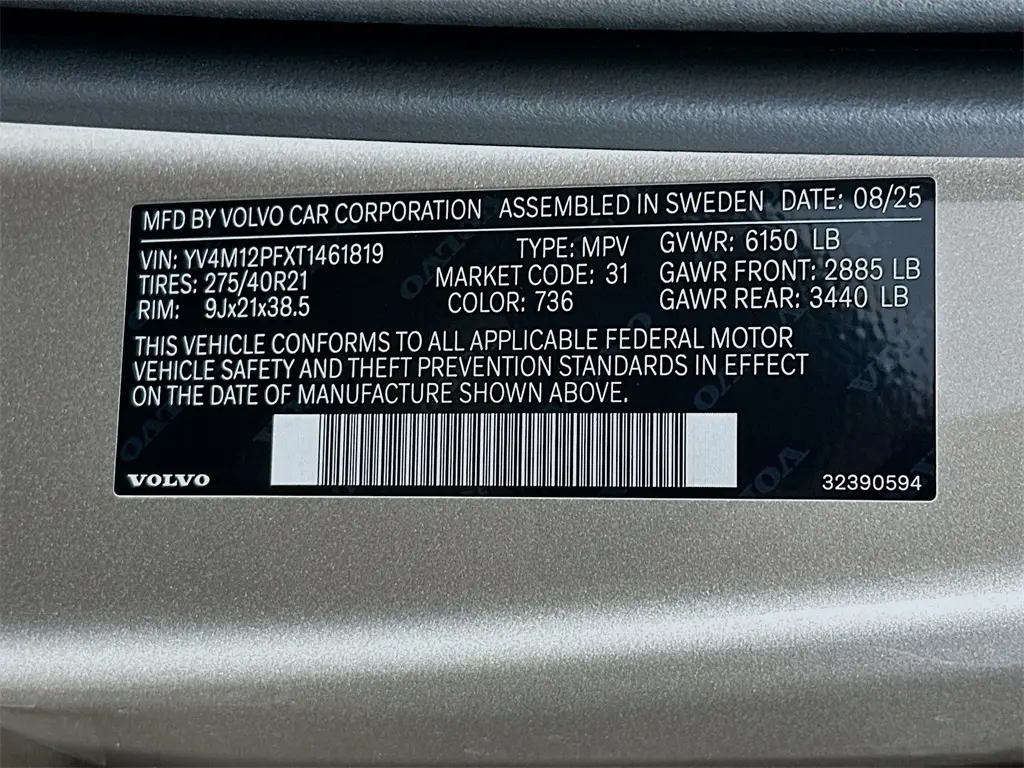 MFD BY VOLVO CAR CORPORATION ASSEMBLED IN SWEDEN DATE: 08/25
VIN: YV4M12PFXT1461819 TYPE: MPV GVWR: 6150 LB
TIRES: 275/40R21 MARKET CODE: 31 GAWR FRONT: 2885 LB
RIM: 9Jx21x38.5 COLOR: 736 GAWR REAR: 3440 LB
THIS VEHICLE CONFORMS TO ALL APPLICABLE FEDERAL MOTOR
VEHICLE SAFETY AND THEFT PREVENTION STANDARDS IN EFFECT
ON THE DATE OF MANUFACTURE SHOWN ABOVE.
VOLVO 32390594